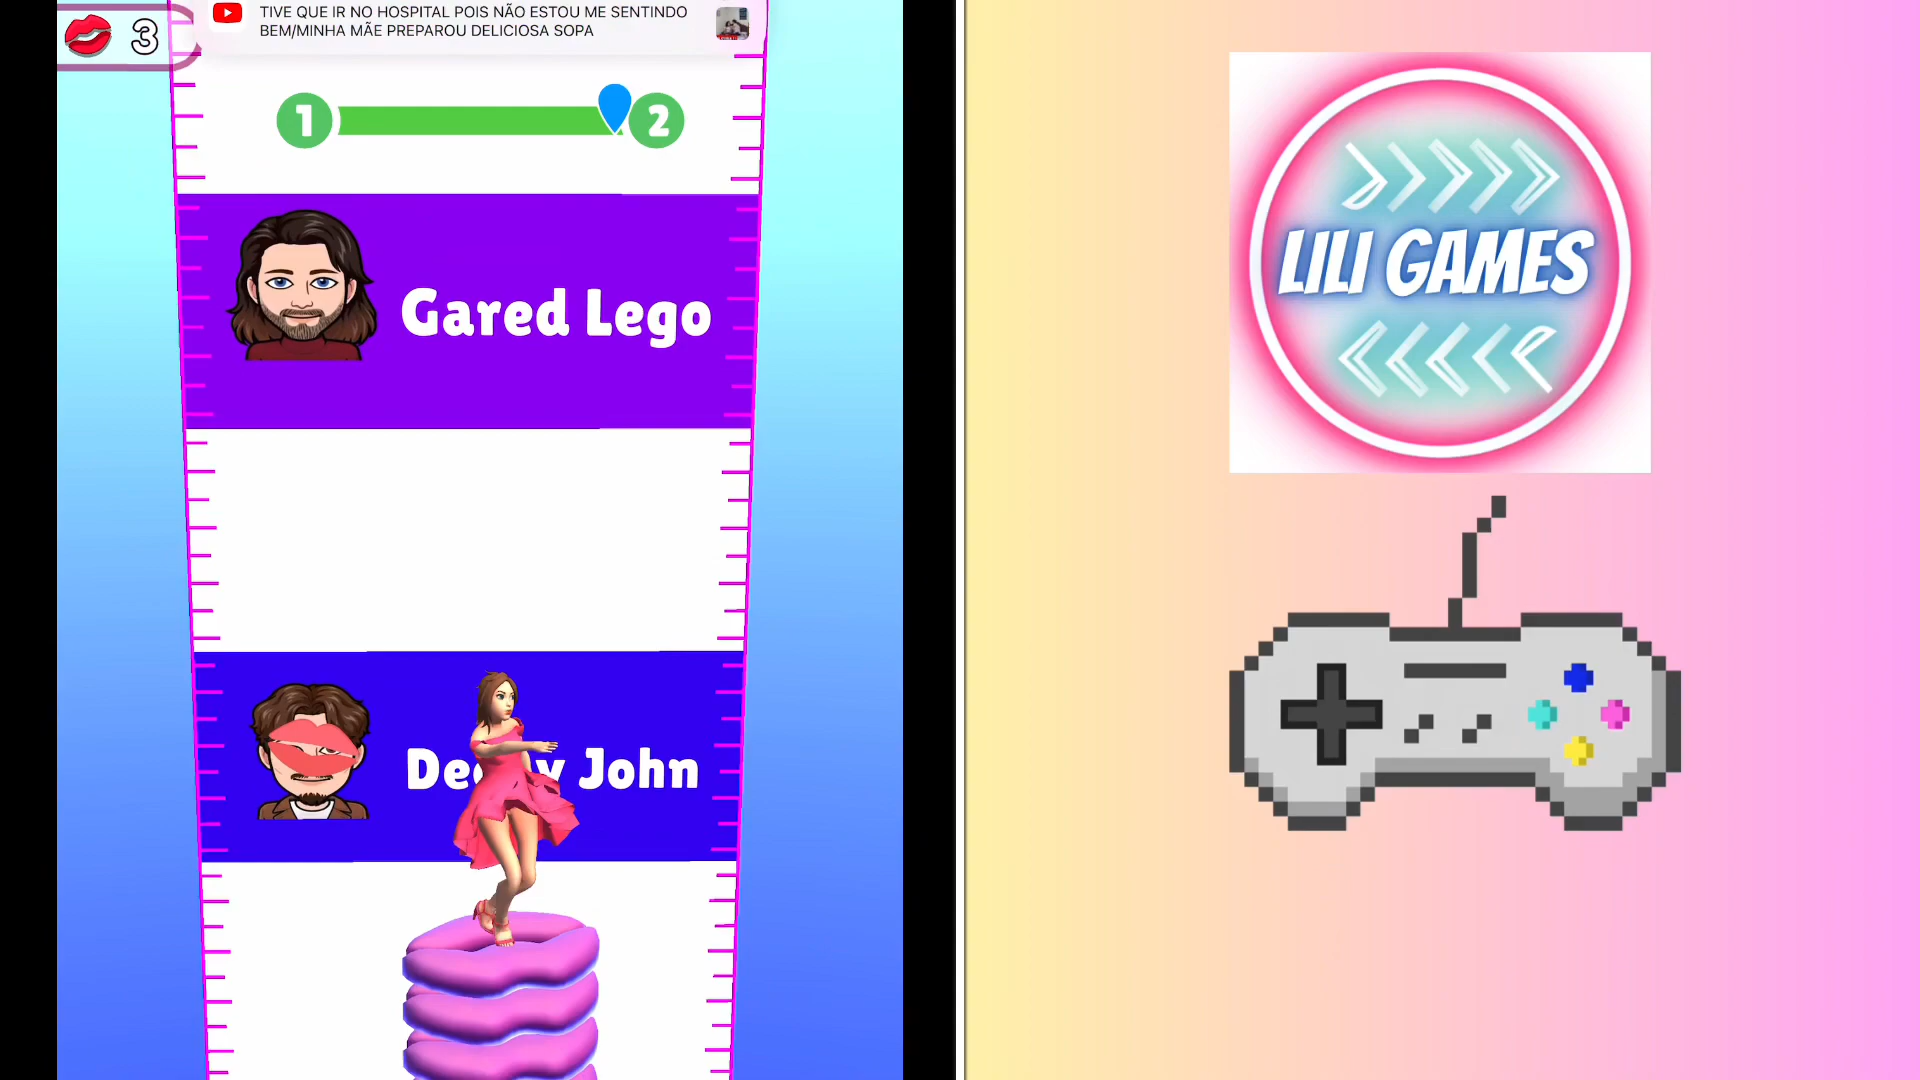 3
TIVE QUE IR NO HOSPITAL POIS NÃO ESTOU ME SENTINDO
BEM/MINHA MÃE PREPAROU DELICIOSA SOPA
1
2
Gared Lego
John
LILI GAMES